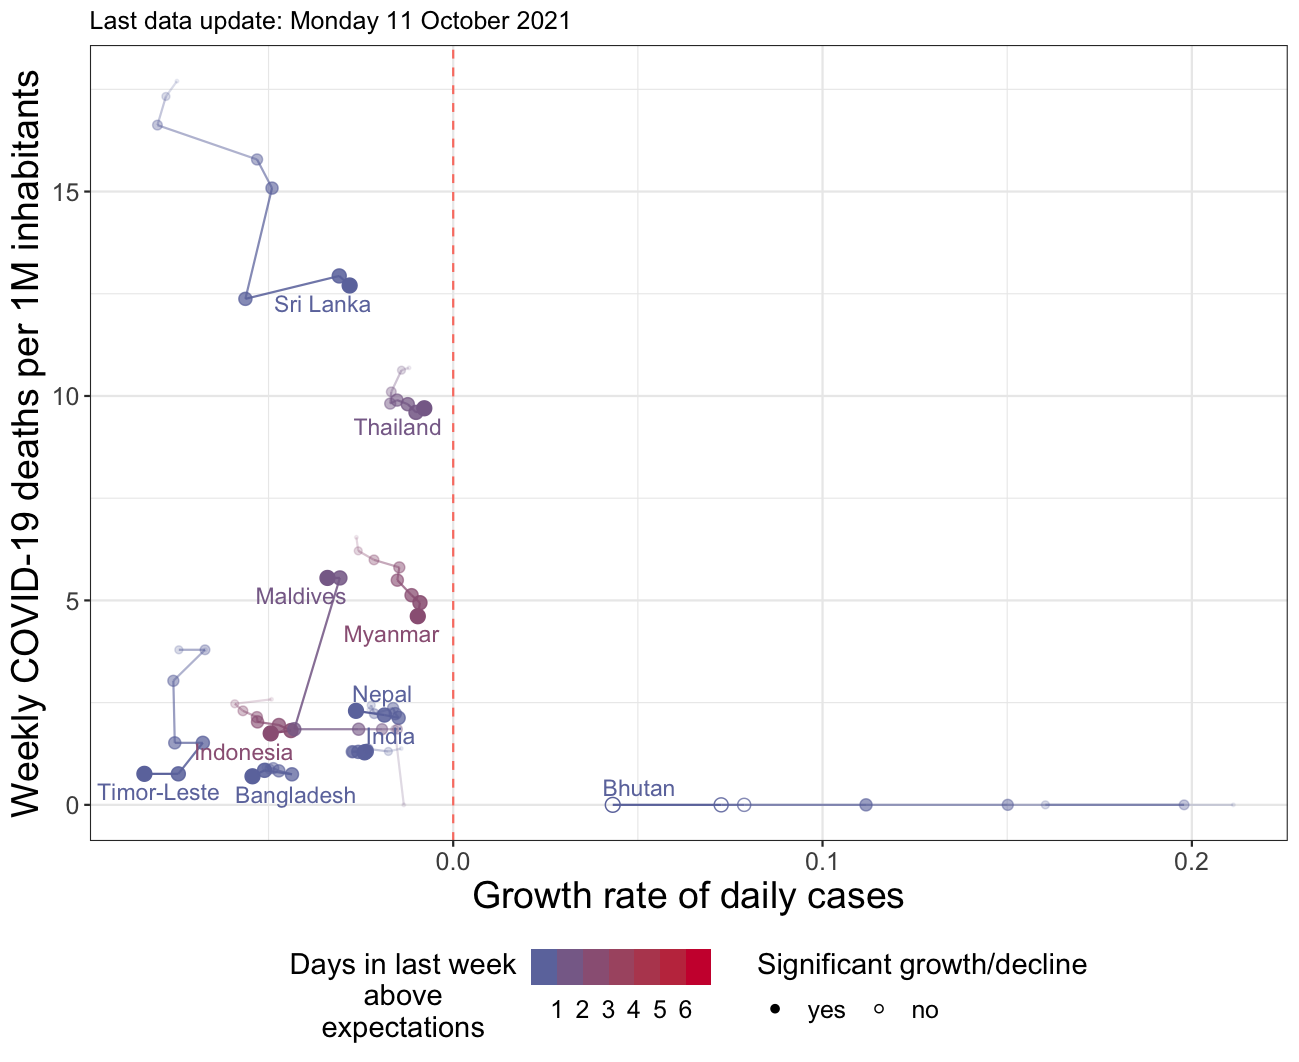 Last data update: Monday 11 October 2021
Weekly COVID-19 deaths per 1M inhabitants
15
10
5
0
Sri Lanka
Thailand
Maldives
Myanmar
Nepal
India
Indonesia
Timor-Leste
Bangladesh
Bhutan
0.0
0.1
0.2
Growth rate of daily cases
Days in last week
above
expectations
1 2 3 4 5 6
Significant growth/decline
yes no